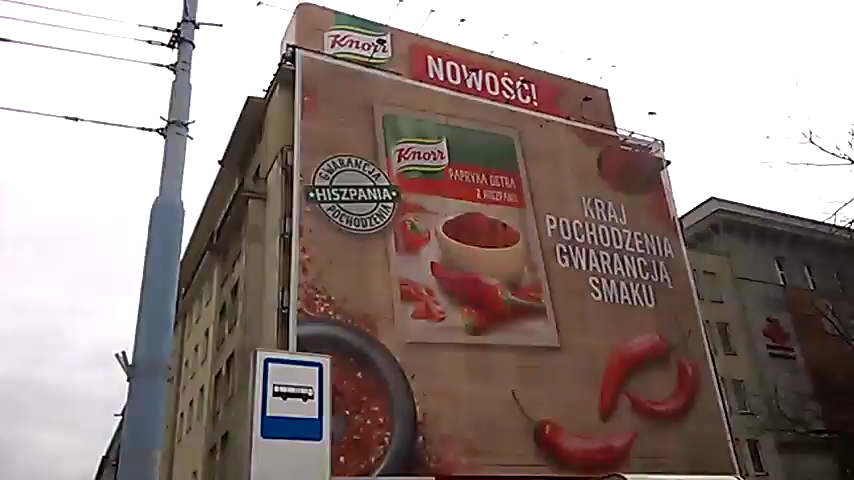 Knorr
NOWOŚĆ!
Knorr
PAPRYKA OSTRA
Z HISZPANII
GWARANCJA
HISZPANIA
POCHODZENIA
KRAJ
POCHODZENIA
GWARANCJĄ
SMAKU